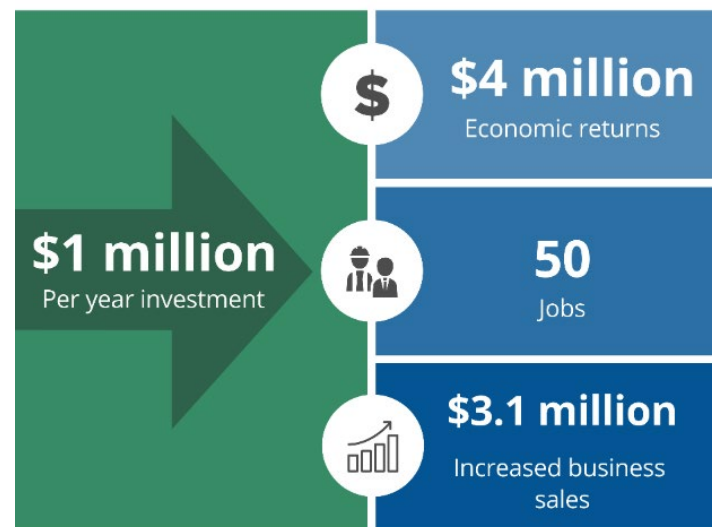 $1 million
Per year investment
$
$4 million
Economic returns
50
Jobs
$3.1 million
Increased business
sales